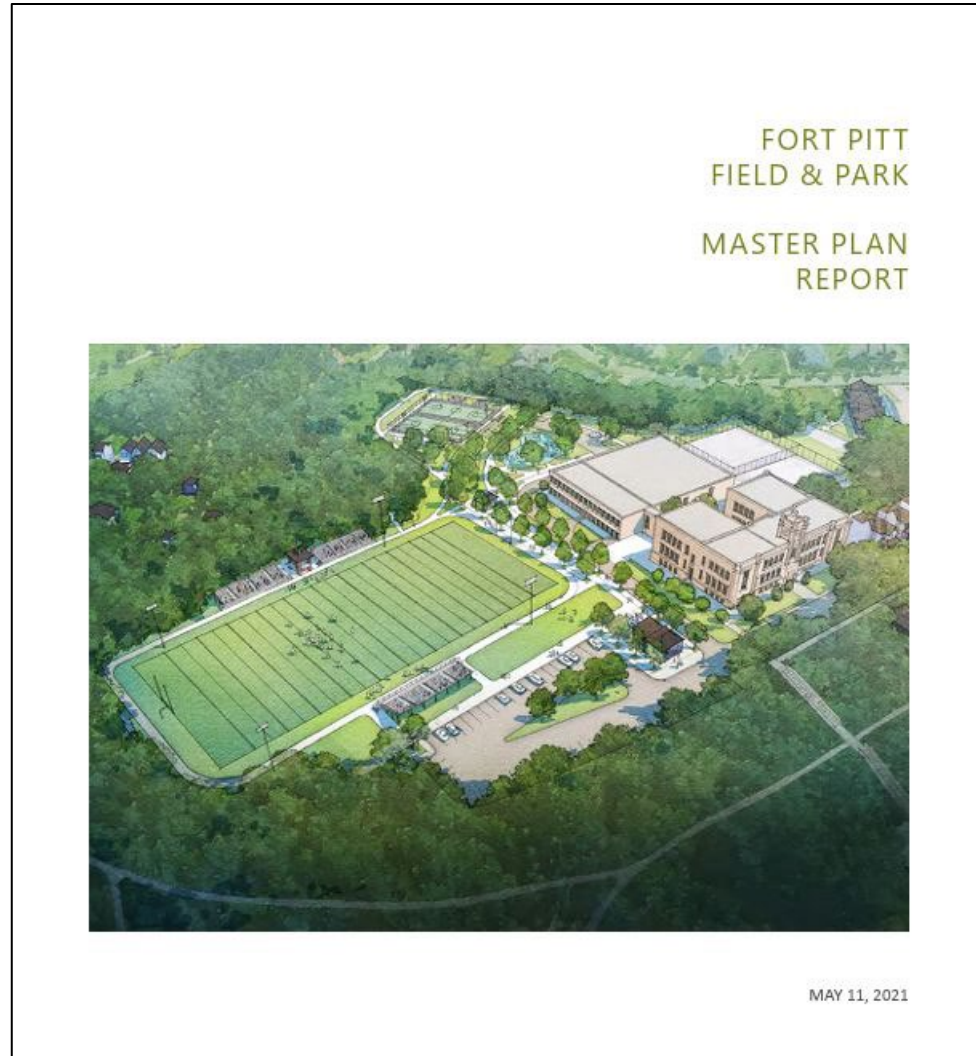 FORT PITT
FIELD & PARK
MASTER PLAN
REPORT
MAY 11, 2021